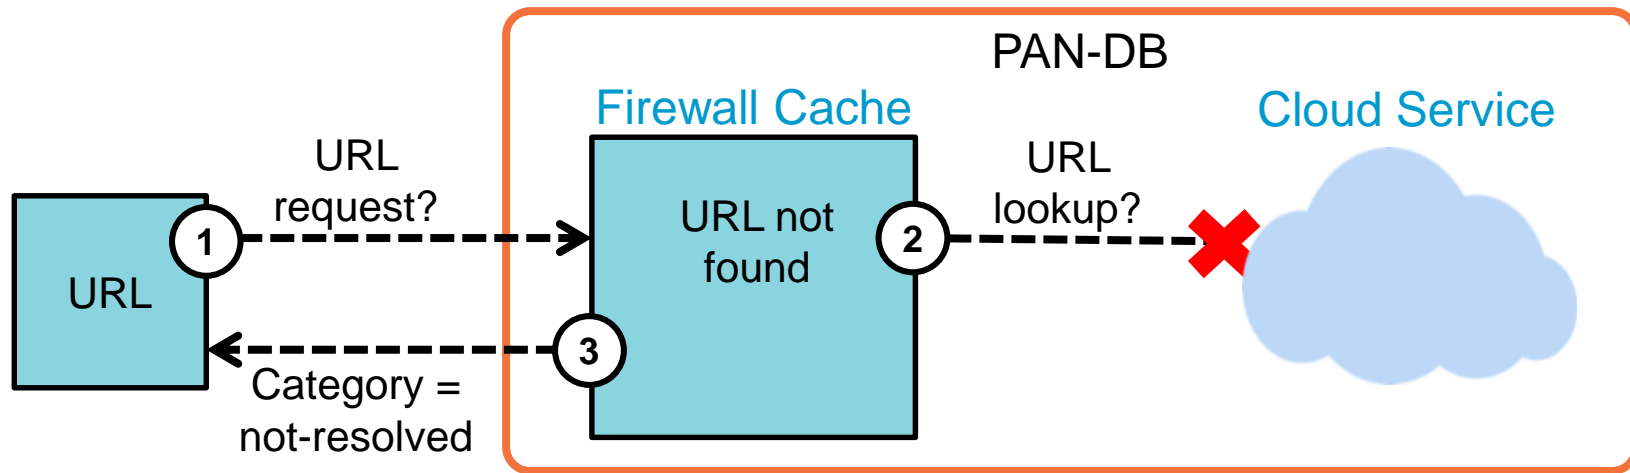 PAN-DB
Firewall Cache
Cloud Service
URL
request?
URL
lookup?
1
URL not
found
2
URL
3
Category =
not-resolved